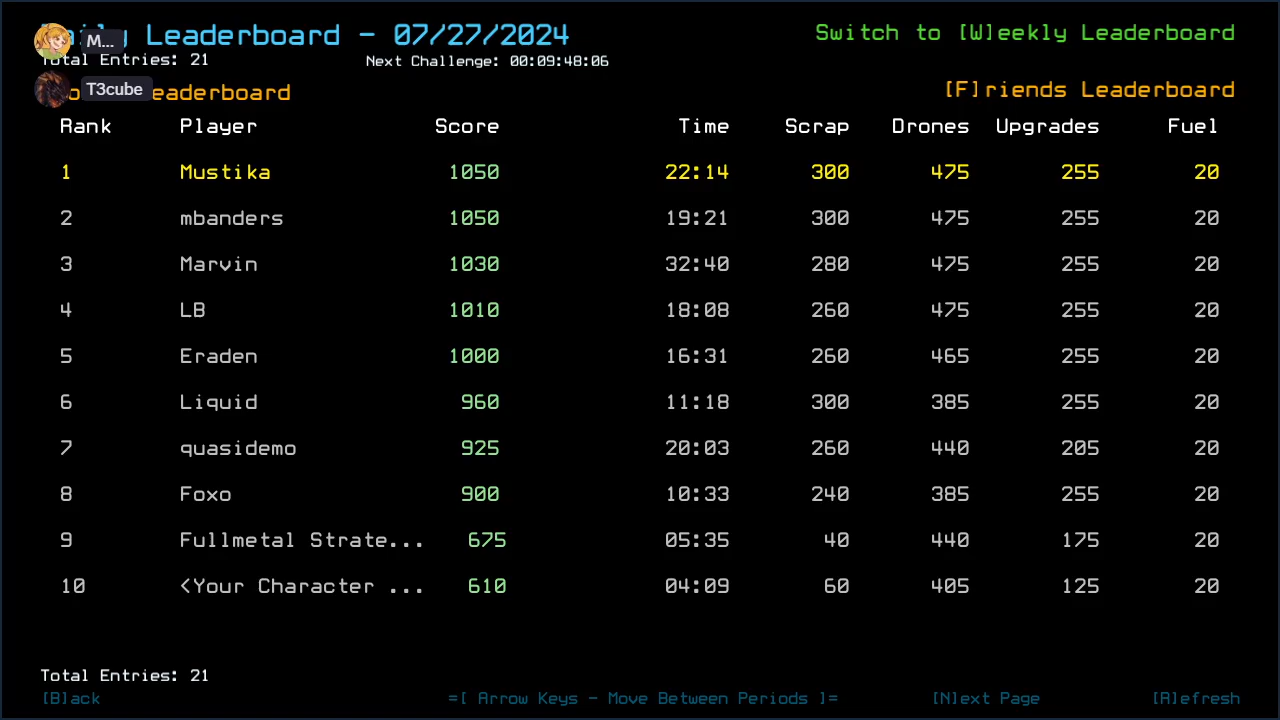 Leaderboard - 07/27/2024
Switch to [W]eekly Leaderboard
M...
Total Entries: 21
Next Challenge: 00:09:48:06
T3cube
eaderboard
[F]riends Leaderboard
Rank Player Score Time Scrap Drones Upgrades Fuel
1 Mustika 1050 22:14 300 475 255 20
2 mbanders 1050 19:21 300 475 255 20
3 Marvin 1030 32:40 280 475 255 20
4 LB 1010 18:08 260 475 255 20
5 Eraden 1000 16:31 260 465 255 20
6 Liquid 960 11:18 300 385 255 20
7 quasidemo 925 20:03 260 440 205 20
8 Foxo 900 10:33 240 385 255 20
9 Fullmetal Strate... 675 05:35 40 440 175 20
10 <Your Character ... 610 04:09 60 405 125 20
Total Entries: 21
[B]ack
=[ Arrow Keys - Move Between Periods ]=
[N]ext Page
[R]efresh